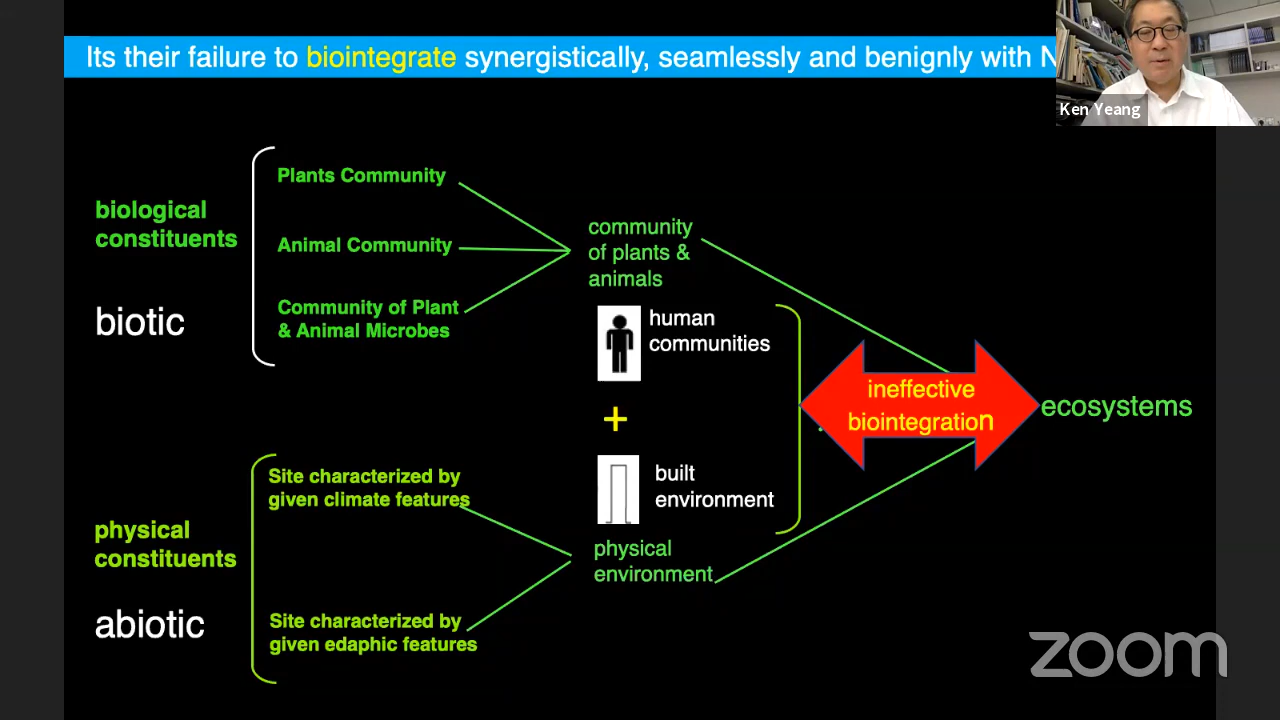 Its their failure to biointegrate synergistically, seamlessly and benignly with N
Ken Yeang
biological
constituents
biotic
Plants Community
Animal Community
Community of Plant
& Animal Microbes
community
of plants &
animals
human
communities
+
built
environment
ineffective
biointegration
ecosystems
physical
constituents
abiotic
Site characterized by
given climate features
Site characterized by
given edaphic features
physical
environment
zoom